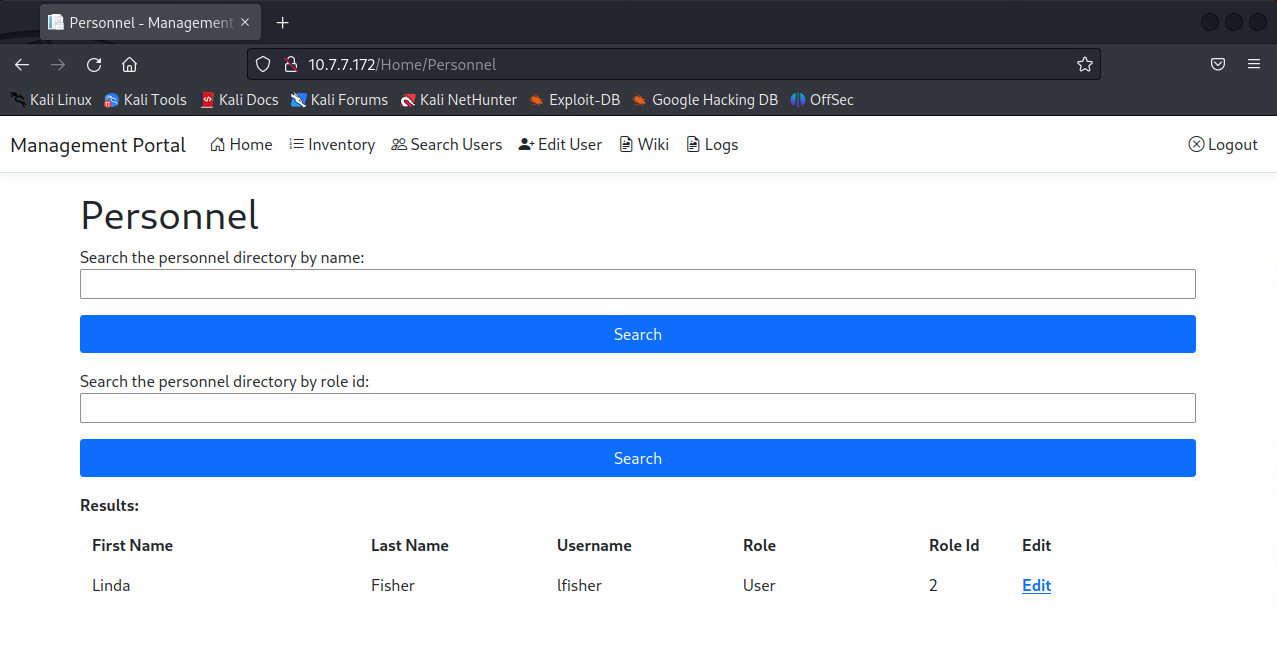 Personnel - Management
10.7.7.172/Home/Personnel
Kali Linux Kali Tools Kali Docs Kali Forums Kali NetHunter Exploit-DB Google Hacking DB OffSec
Management Portal Home Inventory Search Users Edit User Wiki Logs Logout
Personnel
Search the personnel directory by name:
Search
Search the personnel directory by role id:
Search
Results:
First Name Last Name Username Role Role Id Edit
Linda Fisher lfisher User 2 Edit